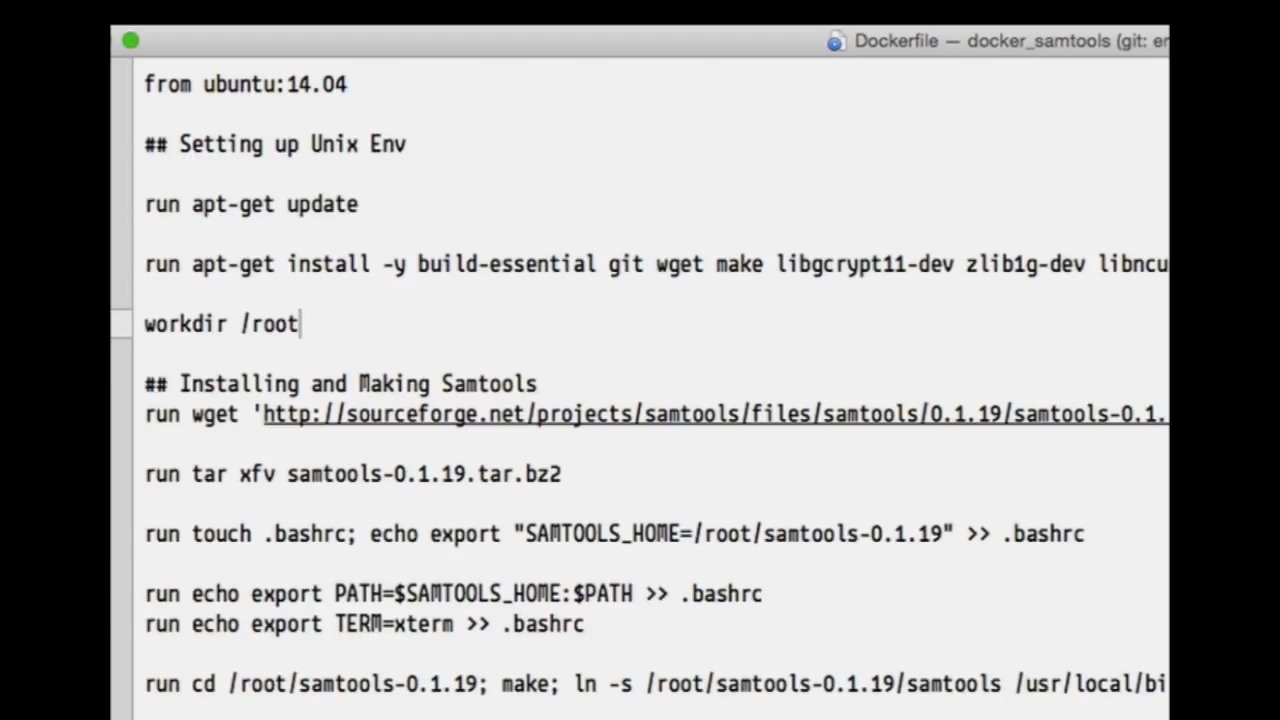 Dockerfile — docker_samtools (git: er
from ubuntu:14.04
## Setting up Unix Env
run apt-get update
run apt-get install -y build-essential git wget make libgcrypt11-dev zlib1g-dev libncu
workdir /root
## Installing and Making Samtools
run wget 'http://sourceforge.net/projects/samtools/files/samtools/0.1.19/samtools-0.1.
run tar xfv samtools-0.1.19.tar.bz2
run touch .bashrc; echo export "SAMTOOLS_HOME=/root/samtools-0.1.19" >> .bashrc
run echo export PATH=$SAMTOOLS_HOME:$PATH >> .bashrc
run echo export TERM=xterm >> .bashrc
run cd /root/samtools-0.1.19; make; ln -s /root/samtools-0.1.19/samtools /usr/local/bi